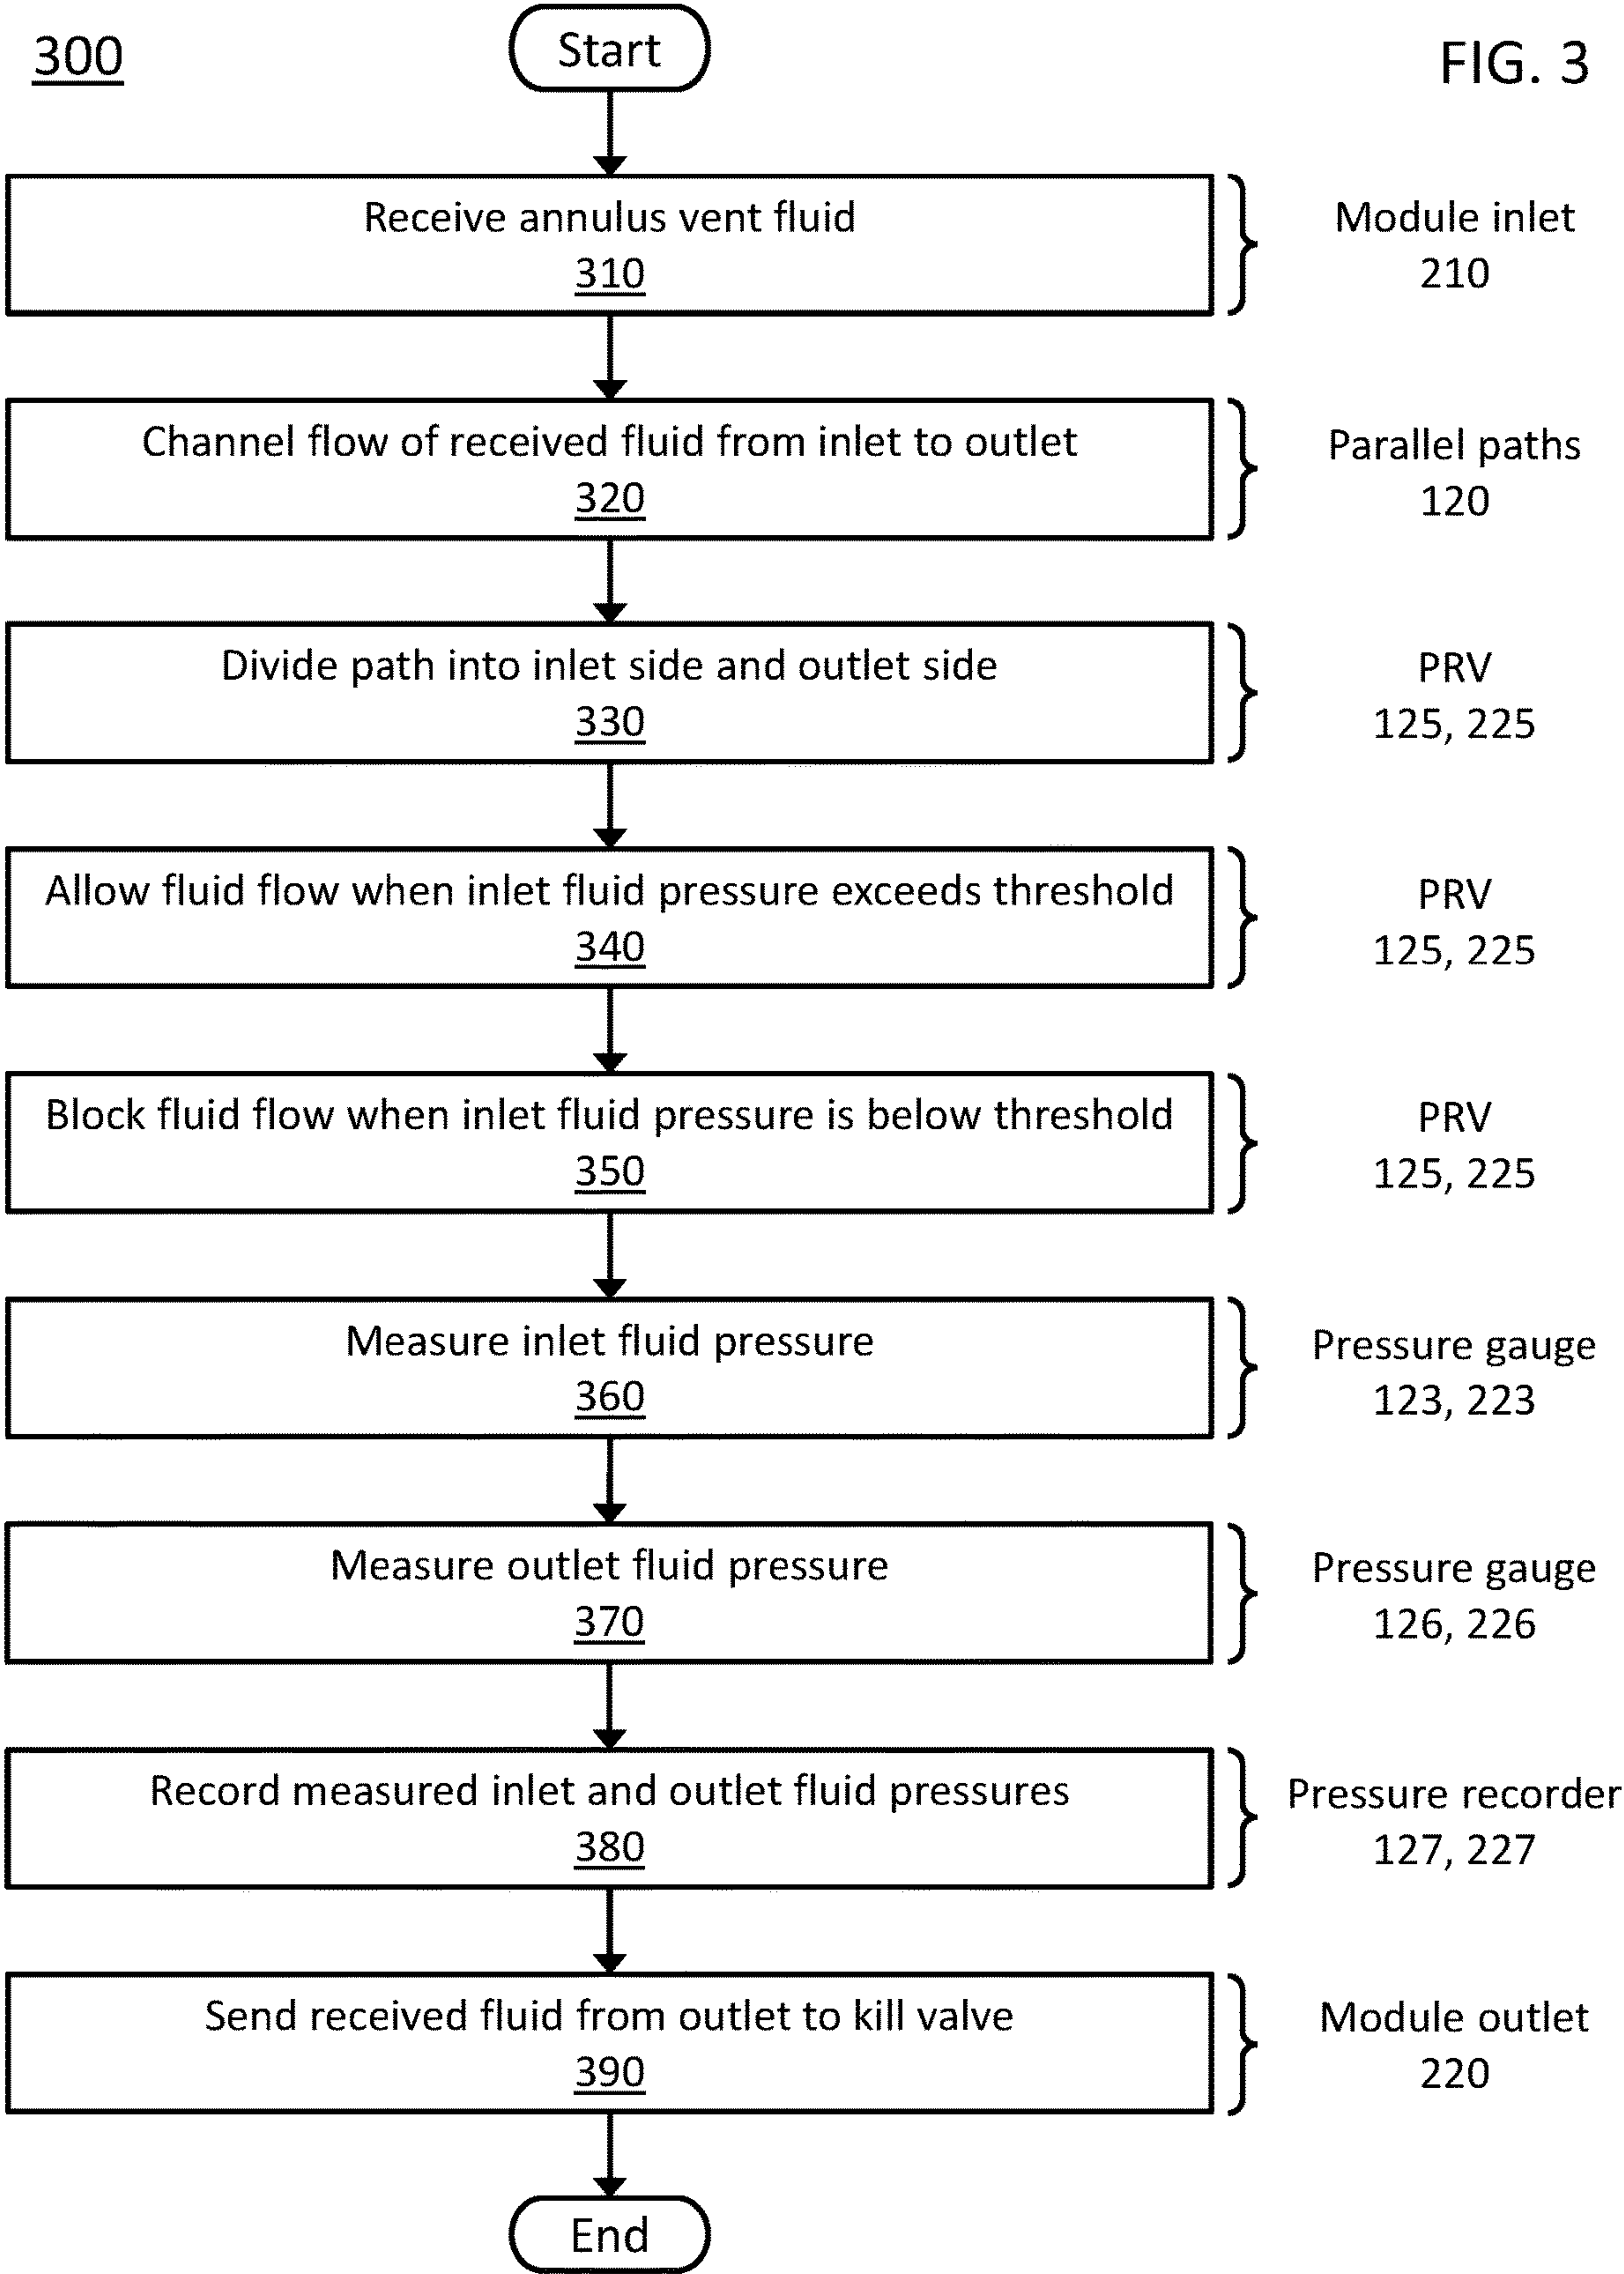 300
Start
FIG. 3
Receive annulus vent fluid
310
Module inlet
210
Channel flow of received fluid from inlet to outlet
320
Parallel paths
120
Divide path into inlet side and outlet side
330
PRV
125, 225
Allow fluid flow when inlet fluid pressure exceeds threshold
340
PRV
125, 225
Block fluid flow when inlet fluid pressure is below threshold
350
PRV
125, 225
Measure inlet fluid pressure
360
Pressure gauge
123, 223
Measure outlet fluid pressure
370
Pressure gauge
126, 226
Record measured inlet and outlet fluid pressures
380
Pressure recorder
127, 227
Send received fluid from outlet to kill valve
390
Module outlet
220
End